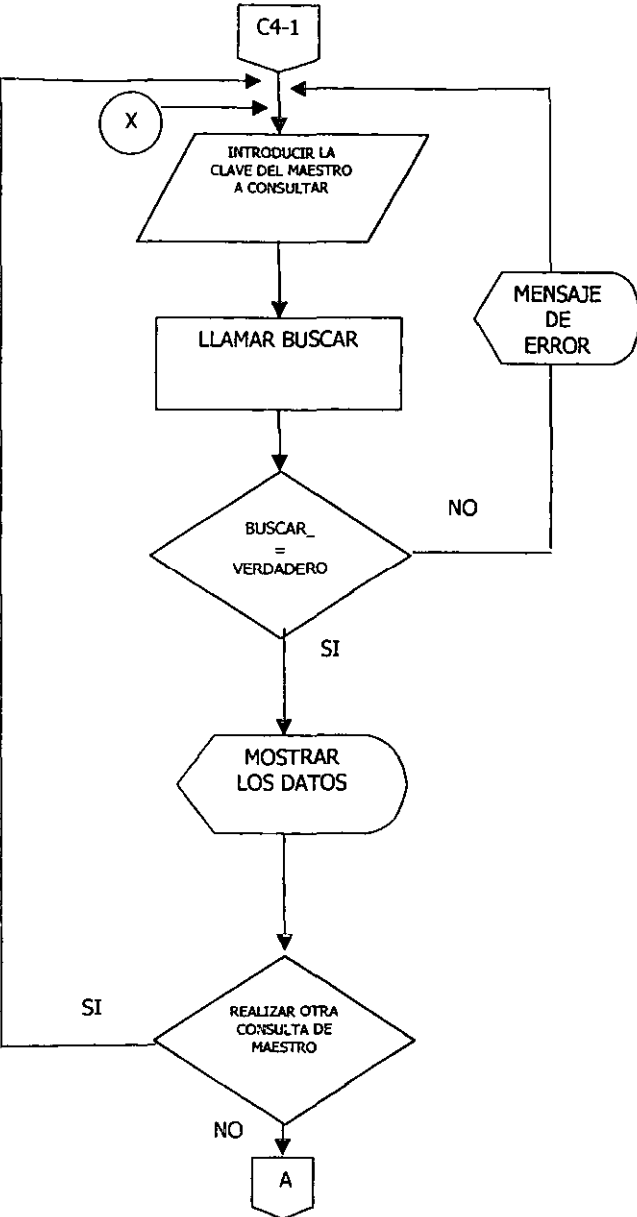 C4-1
X
INTRODUCIR LA
CLAVE DEL MAESTRO
A CONSULTAR
LLAMAR BUSCAR
MENSAJE
DE
ERROR
NO
BUSCAR_
=
VERDADERO
SI
MOSTRAR
LOS DATOS
SI
REALIZAR OTRA
CONSULTA DE
MAESTRO
NO
A